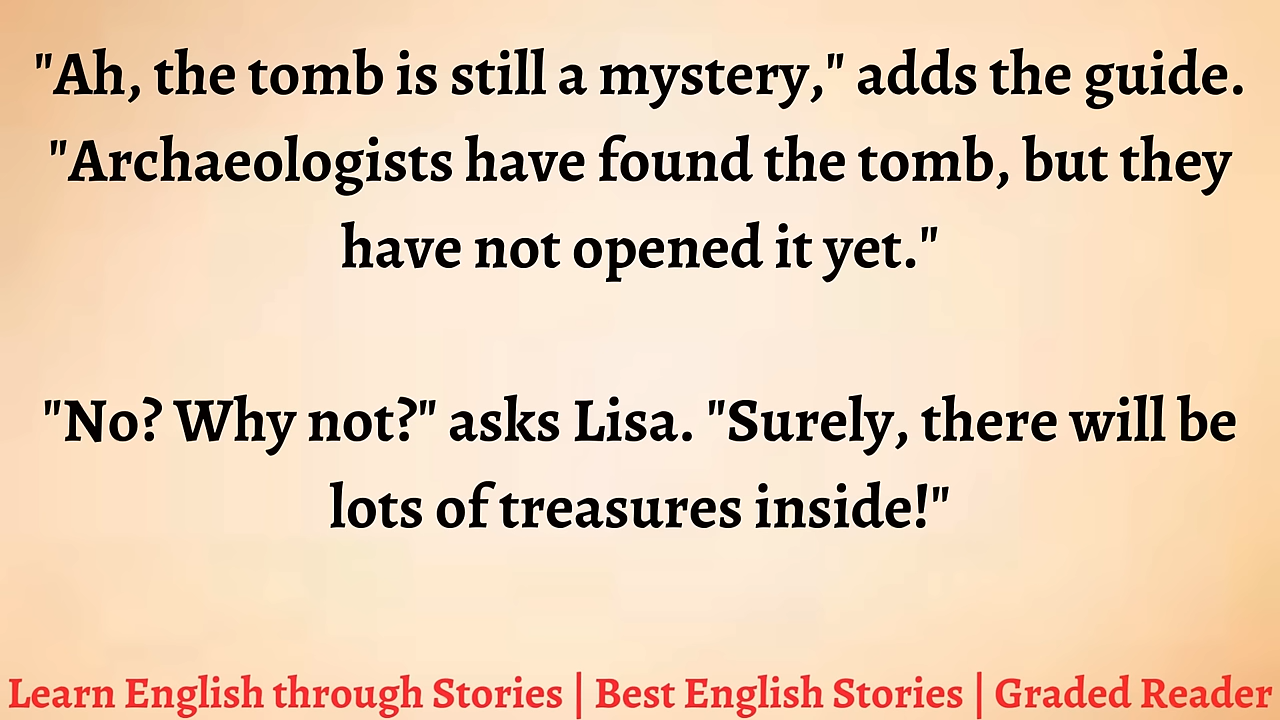 "Ah, the tomb is still a mystery," adds the guide.
"Archaeologists have found the tomb, but they
have not opened it yet."
"No? Why not?" asks Lisa. "Surely, there will be
lots of treasures inside!"
Learn English through Stories | Best English Stories | Graded Reader